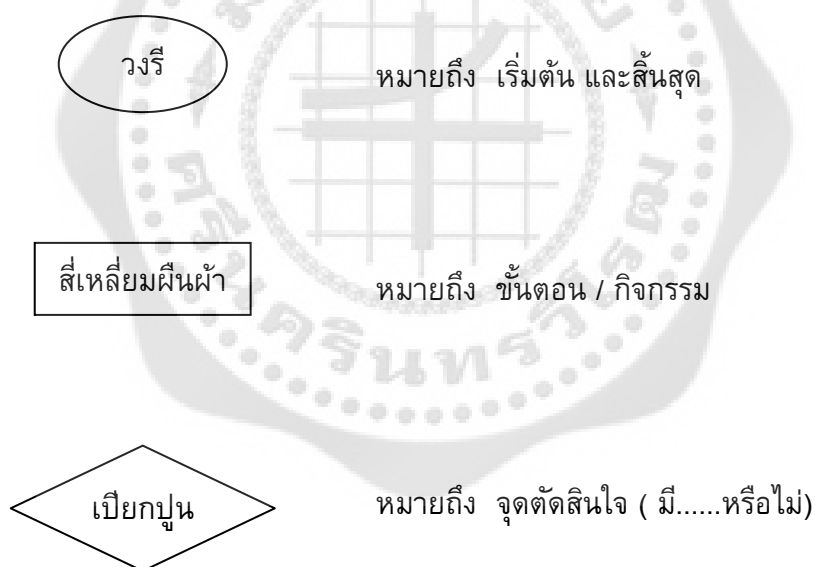 วงรี หมายถึง เริ่มต้น และสิ้นสุด
สี่เหลี่ยมผืนผ้า หมายถึง ขั้นตอน / กิจกรรม
เปียกปูน หมายถึง จุดตัดสินใจ ( มี......หรือไม่)